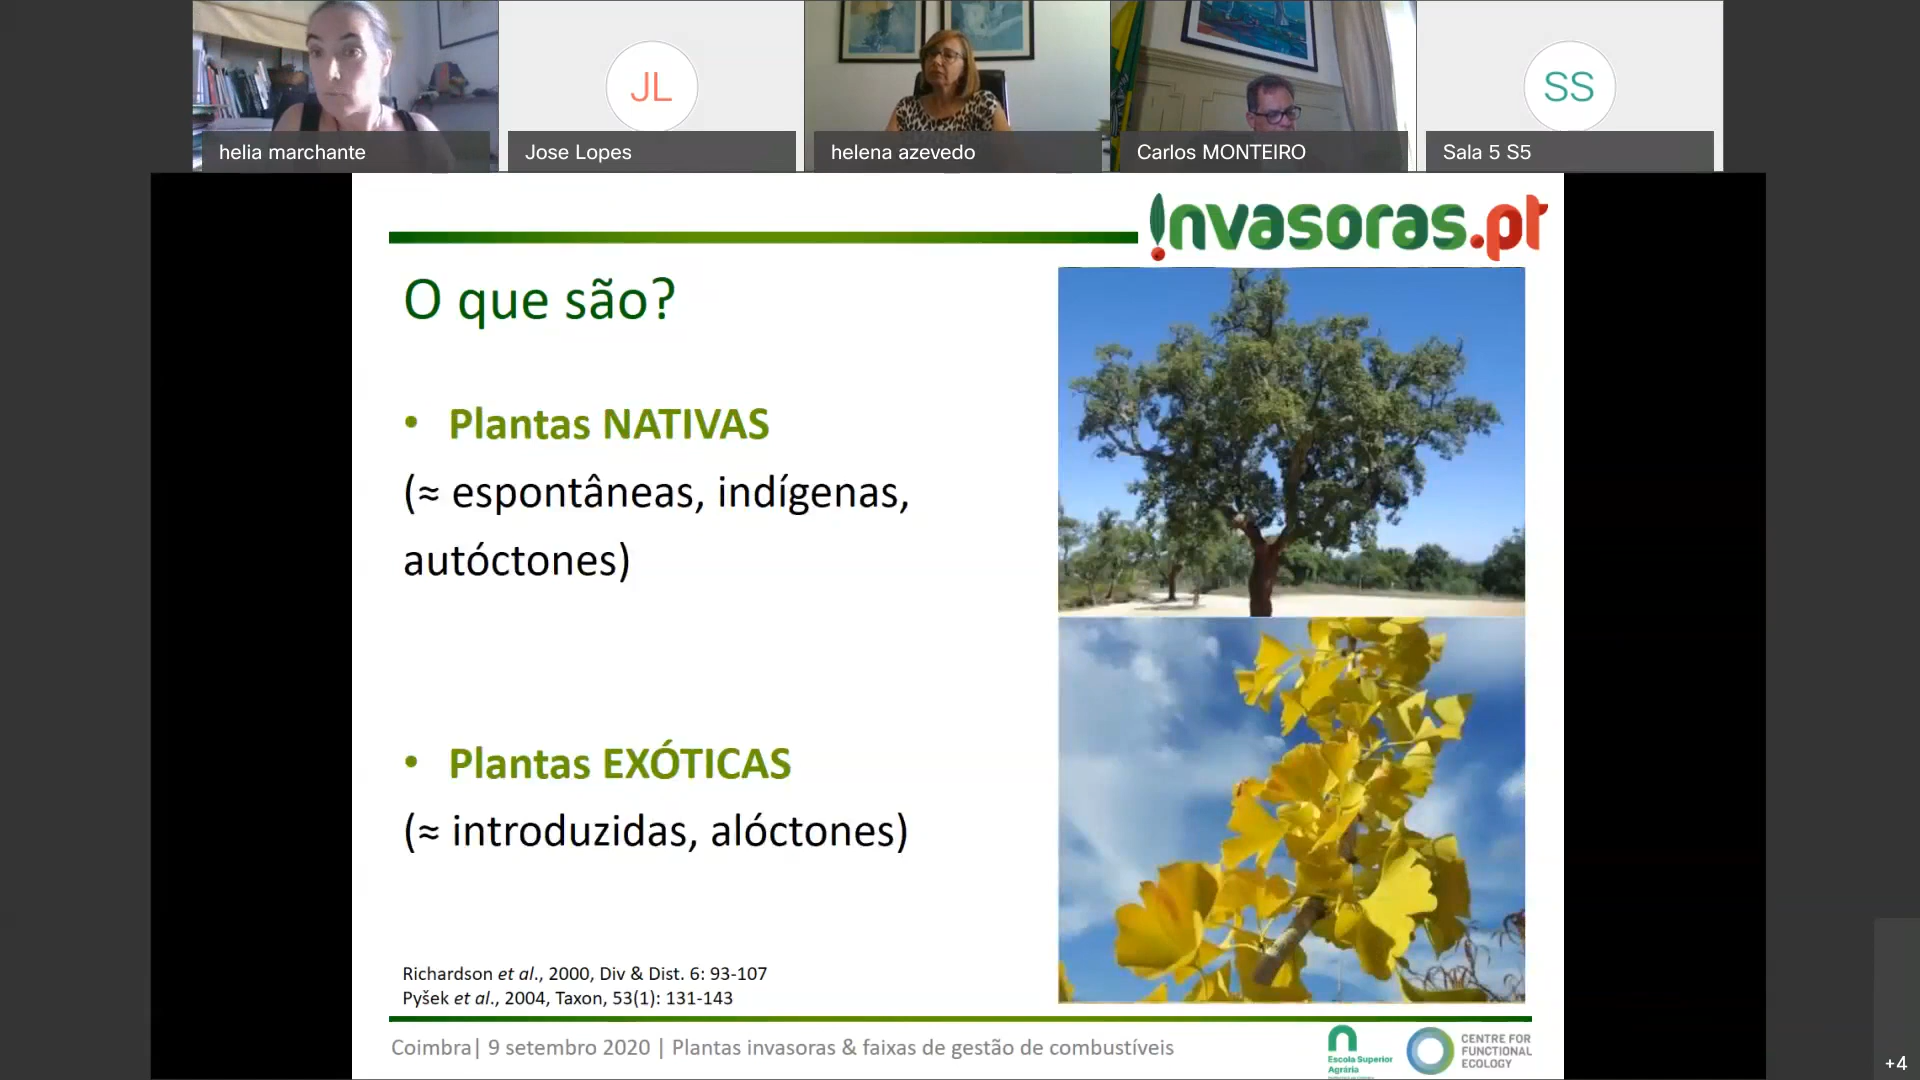 helia marchante
JL
Jose Lopes
helena azevedo
Carlos MONTEIRO
SS
Sala 5 S5
invasoras.pt
O que são?
• Plantas NATIVAS
(≈ espontâneas, indígenas,
autóctones)
• Plantas EXÓTICAS
(≈ introduzidas, alóctones)
Richardson et al., 2000, Div & Dist. 6: 93-107
Pyšek et al., 2004, Taxon, 53(1): 131-143
Coimbra| 9 setembro 2020 | Plantas invasoras & faixas de gestão de combustíveis
Escola Superior
Agrária
CENTRE FOR
FUNCTIONAL
ECOLOGY
+4